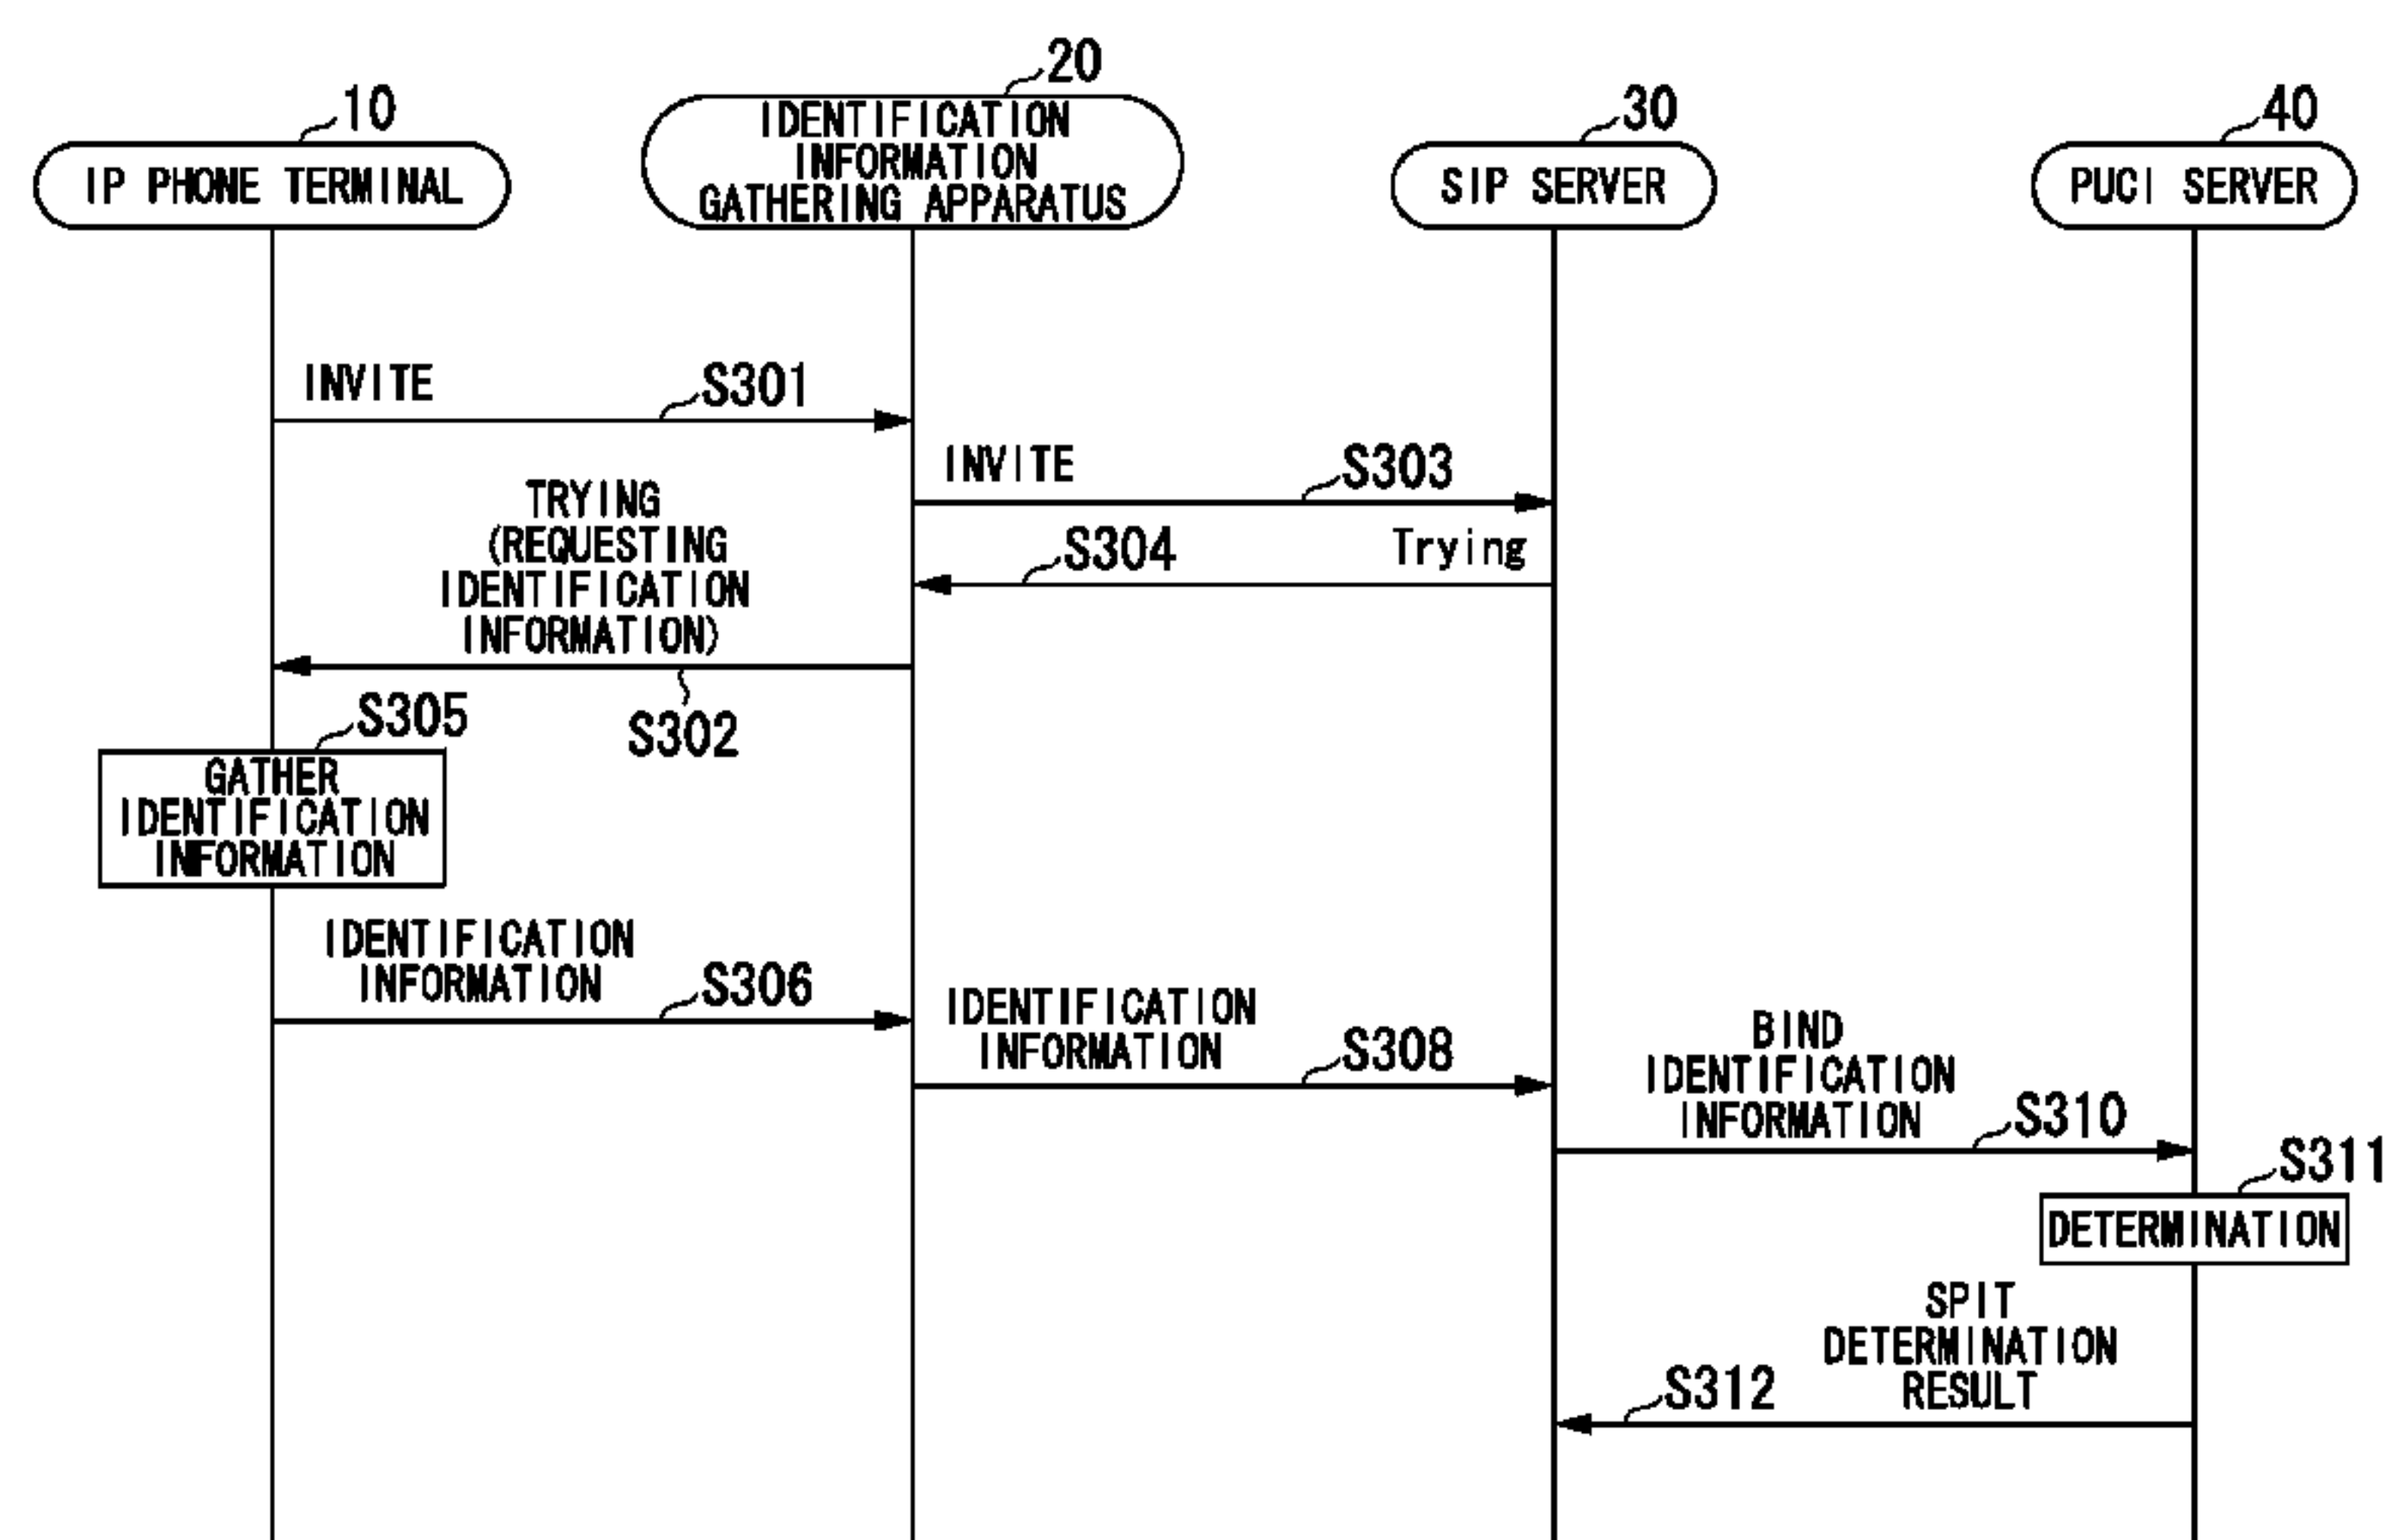 10
IP PHONE TERMINAL
20
IDENTIFICATION
INFORMATION
GATHERING APPARATUS
30
SIP SERVER
40
PUCI SERVER
INVITE
S301
INVITE
S303
TRYING
(REQUESTING
IDENTIFICATION
INFORMATION)
S304
Trying
S302
S305
GATHER
IDENTIFICATION
INFORMATION
IDENTIFICATION
INFORMATION
S306
IDENTIFICATION
INFORMATION
S308
BIND
IDENTIFICATION
INFORMATION
S310
S311
DETERMINATION
SPIT
DETERMINATION
RESULT
S312